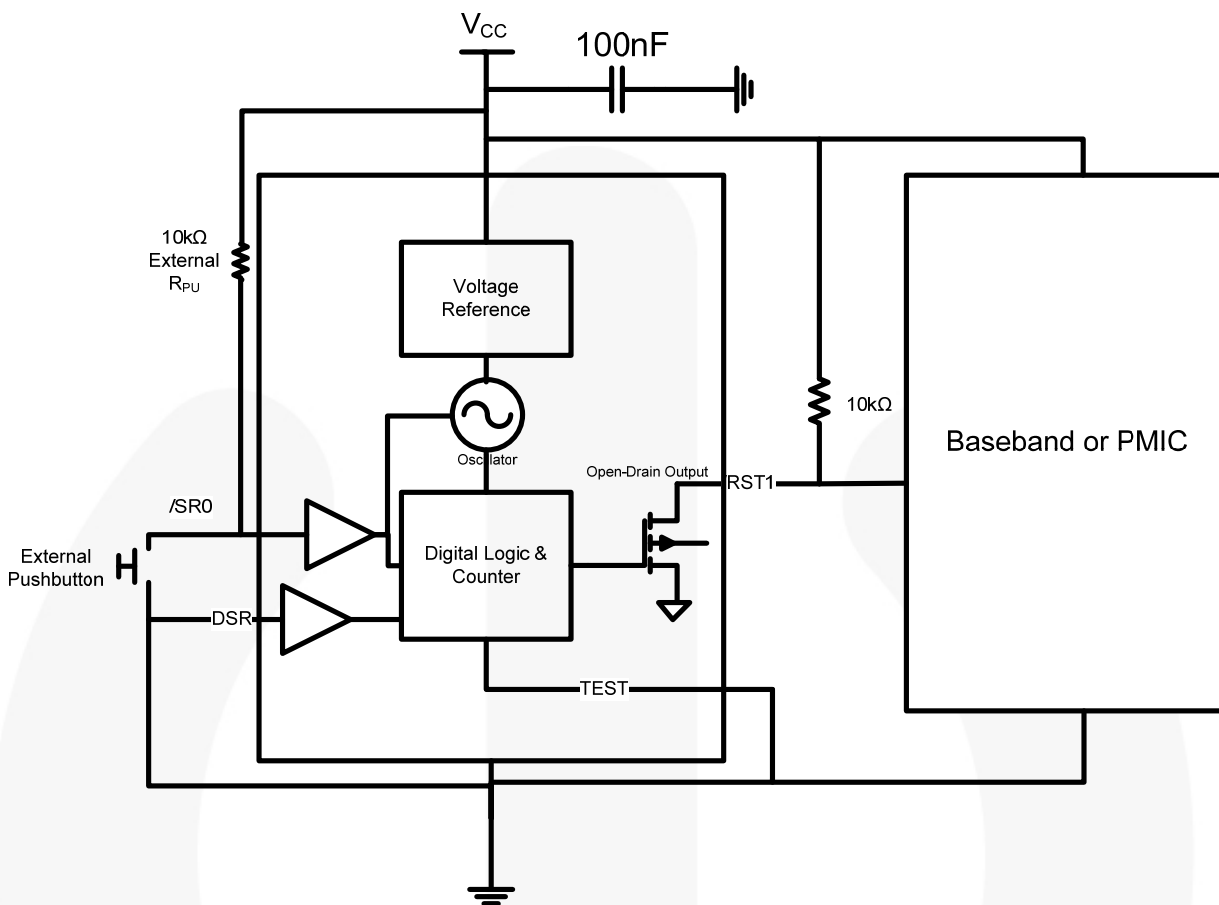 VCC
100nF
10kΩ
External
RPU
Voltage
Reference
Oscillator
10kΩ
Baseband or PMIC
Open-Drain Output
RST1
/SR0
External
Pushbutton
Digital Logic &
Counter
DSR
TEST